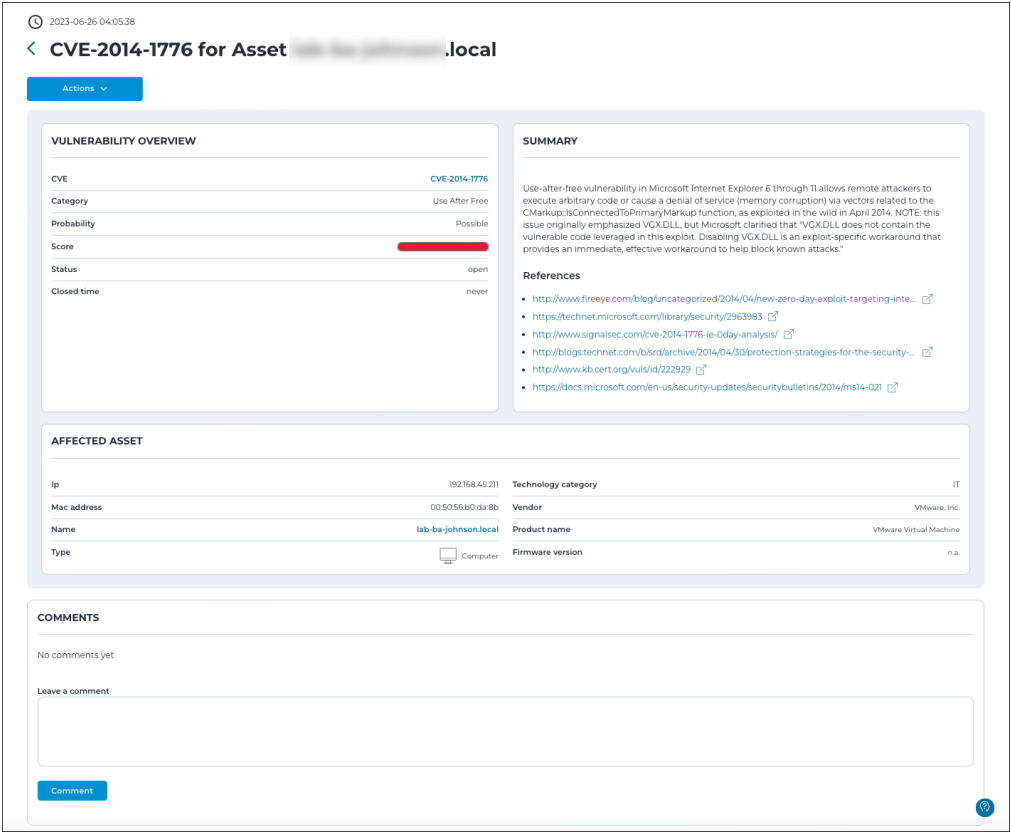 2023-06-26 04:05:38
CVE-2014-1776 for Asset .local
Actions
VULNERABILITY OVERVIEW
CVE CVE-2014-1776
Category Use After Free
Probability Possible
Score
Status open
Closed time never
SUMMARY
Use-after-free vulnerability in Microsoft Internet Explorer 6 through 11 allows remote attackers to
execute arbitrary code or cause a denial of service (memory corruption) via vectors related to the
CMarkup::IsConnectedToPrimaryMarkup function, as exploited in the wild in April 2014. NOTE: this
issue originally emphasized VGX.DLL, but Microsoft clarified that "VGX.DLL does not contain the
vulnerable code leveraged in this exploit. Disabling VGX.DLL is an exploit-specific workaround that
provides an immediate, effective workaround to help block known attacks."
References
• http://www.fireeye.com/blog/uncategorized/2014/04/new-zero-day-exploit-targeting-inte...
• https://technet.microsoft.com/library/security/2963983
• http://www.signalsec.com/cve-2014-1776-ie-0day-analysis/
• http://blogs.technet.com/b/srd/archive/2014/04/30/protection-strategies-for-the-security-...
• http://www.kb.cert.org/vuls/id/222929
• https://docs.microsoft.com/en-us/security-updates/securitybulletins/2014/ms14-021
AFFECTED ASSET
Ip 192.168.45.211 Technology category IT
Mac address 00:50:56:b0:da:8b Vendor VMware, Inc.
Name lab-ba-johnson.local Product name VMware Virtual Machine
Type Computer Firmware version n.a.
COMMENTS
No comments yet
Leave a comment
Comment